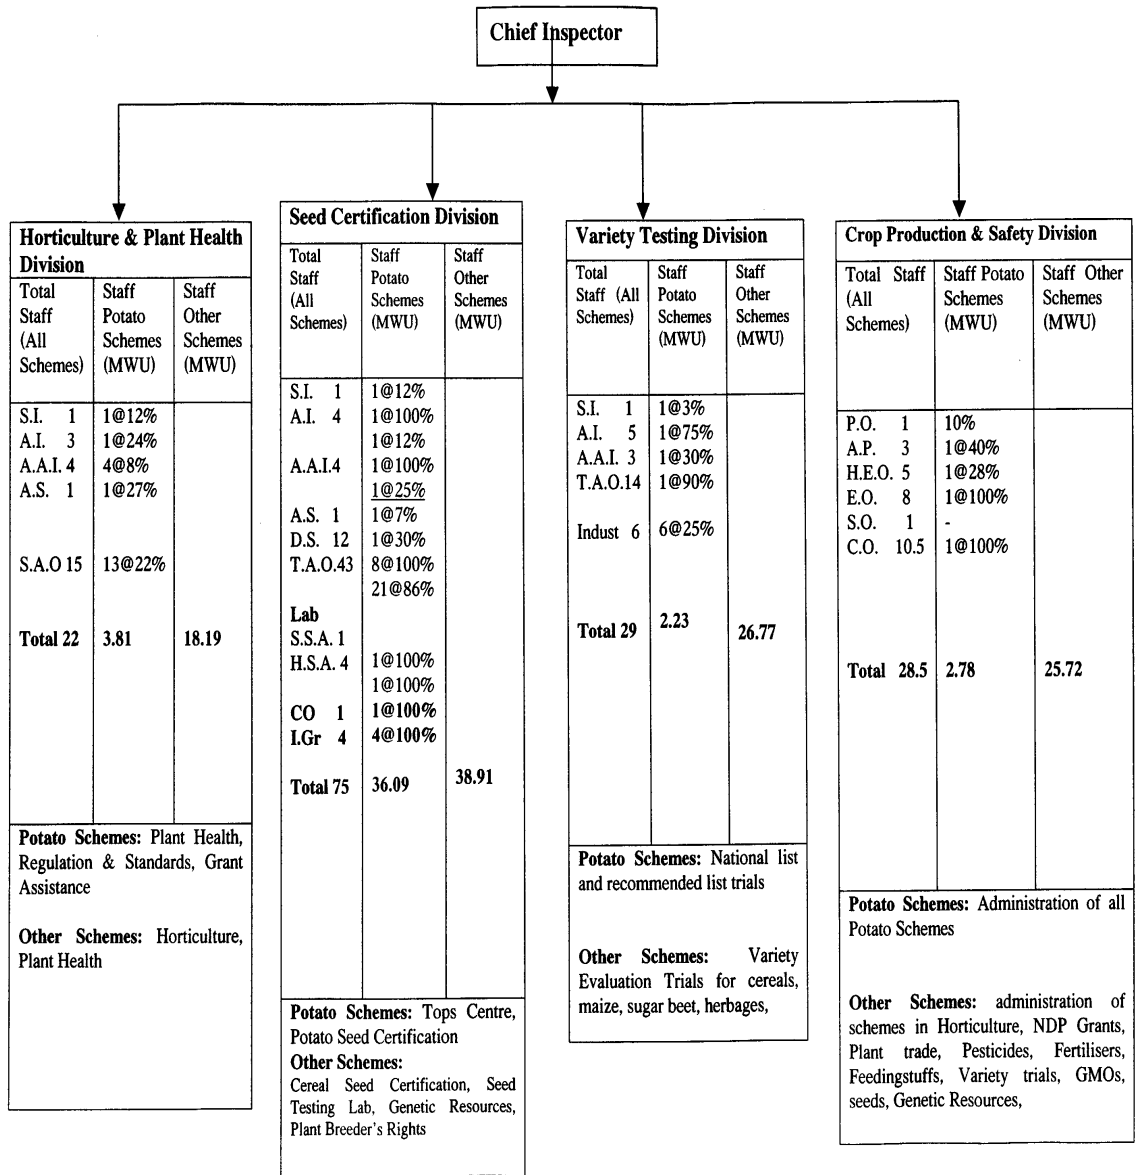 Chief Inspector
Horticulture & Plant Health
Division
Total Staff Staff
Staff Potato Other
(All Schemes Schemes
Schemes) (MWU) (MWU)
S.I. 1 1@12%
A.I. 3 1@24%
A.A.I. 4 4@8%
A.S. 1 1@27%
S.A.O 15 13@22%
Total 22 3.81 18.19
Potato Schemes: Plant Health,
Regulation & Standards, Grant
Assistance
Other Schemes: Horticulture,
Plant Health
Seed Certification Division
Total Staff Staff
Staff Potato Other
(All Schemes Schemes
Schemes) (MWU) (MWU)
S.I. 1 1@12%
A.I. 4 1@100%
1@12%
A.A.I.4 1@100%
1@25%
A.S. 1 1@7%
D.S. 12 1@30%
T.A.O.43 8@100%
21@86%
Lab
S.S.A. 1
H.S.A. 4 1@100%
1@100%
CO 1 1@100%
I.Gr 4 4@100%
Total 75 36.09 38.91
Potato Schemes: Tops Centre,
Potato Seed Certification
Other Schemes:
Cereal Seed Certification, Seed
Testing Lab, Genetic Resources,
Plant Breeder's Rights
Variety Testing Division
Total Staff Staff
Staff (All Potato Other
Schemes) Schemes Schemes
(MWU) (MWU)
S.I. 1 1@3%
A.I. 5 1@75%
A.A.I. 3 1@30%
T.A.O.14 1@90%
Indust 6 6@25%
Total 29 2.23 26.77
Potato Schemes: National list
and recommended list trials
Other Schemes: Variety
Evaluation Trials for cereals,
maize, sugar beet, herbages,
Crop Production & Safety Division
Total Staff Staff Potato Staff Other
(All Schemes Schemes
Schemes) (MWU) (MWU)
P.O. 1 10%
A.P. 3 1@40%
H.E.O. 5 1@28%
E.O. 8 1@100%
S.O. 1 -
C.O. 10.5 1@100%
Total 28.5 2.78 25.72
Potato Schemes: Administration of all
Potato Schemes
Other Schemes: administration of
schemes in Horticulture, NDP Grants,
Plant trade, Pesticides, Fertilisers,
Feedingstuffs, Variety trials, GMOs,
seeds, Genetic Resources,